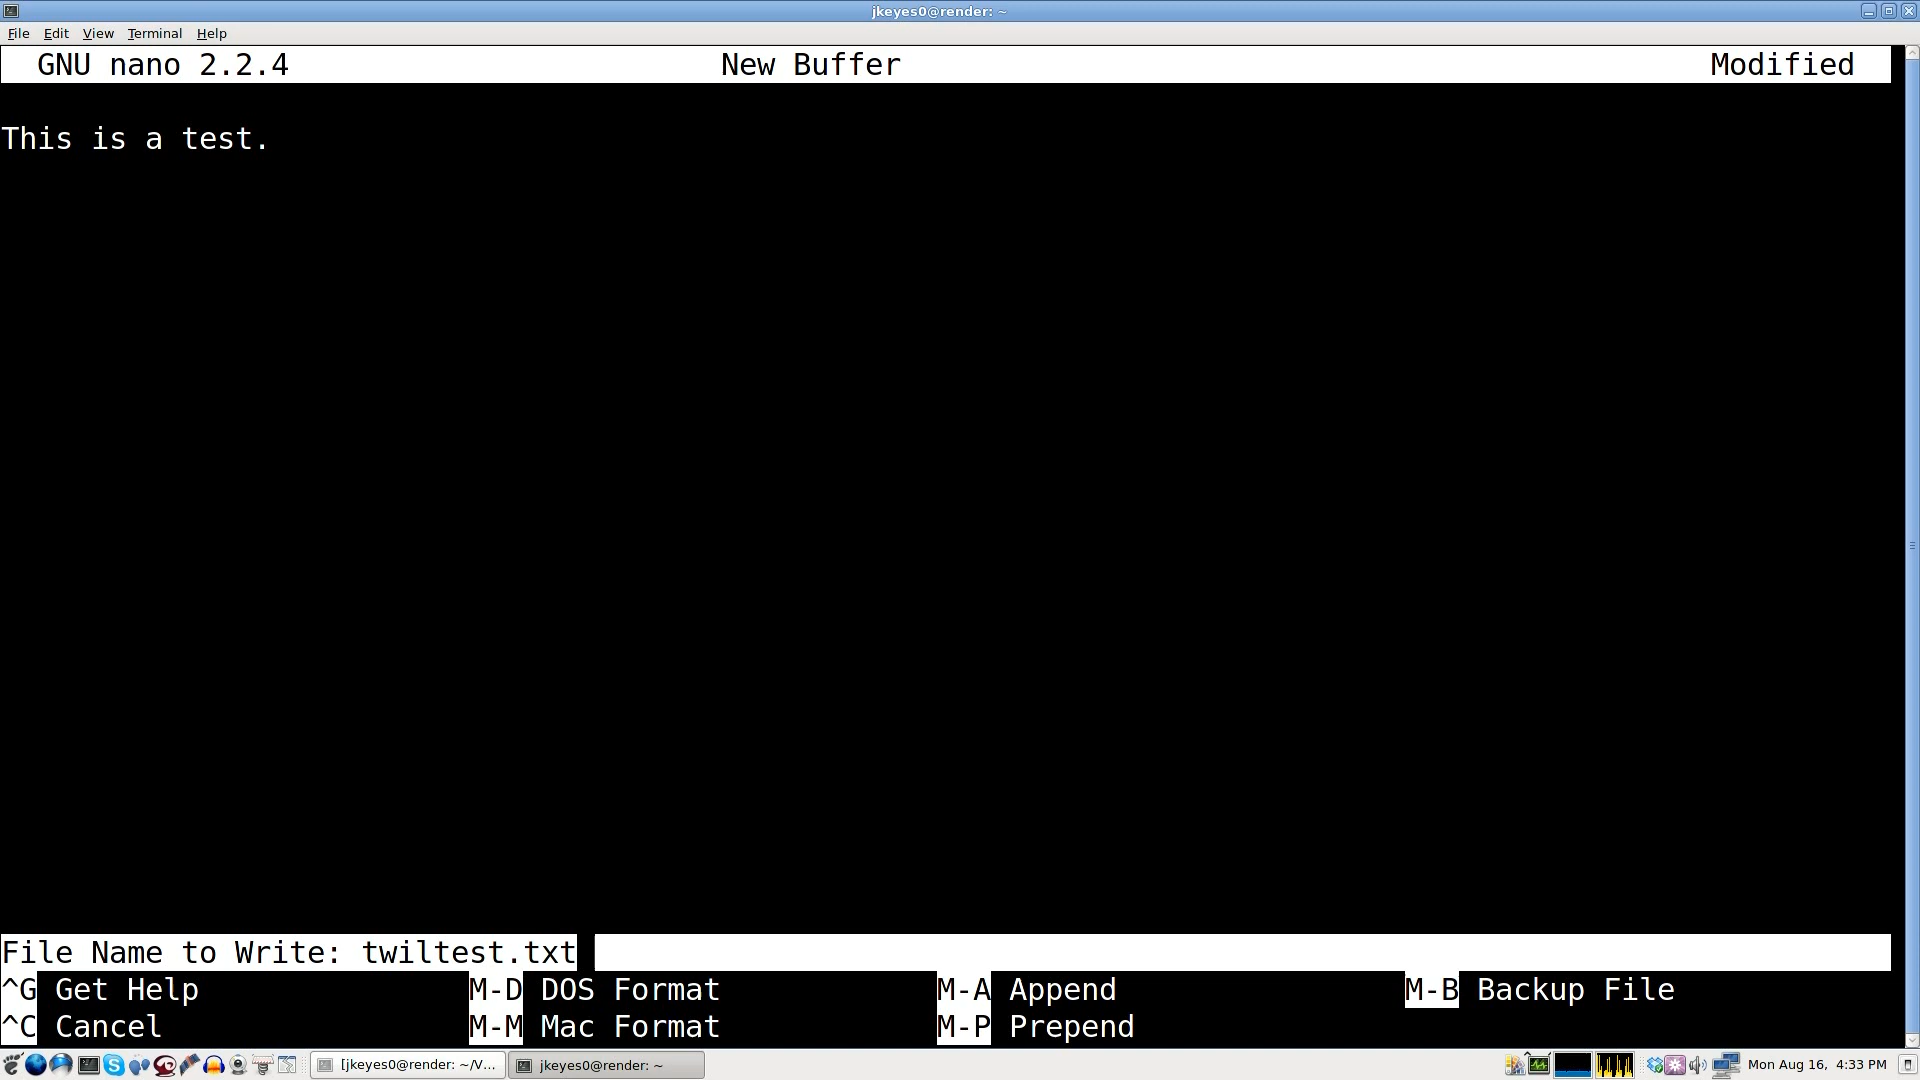 jkeyes0@render: ~
File Edit View Terminal Help
GNU nano 2.2.4 New Buffer Modified
This is a test.
File Name to Write: twiltest.txt
^G Get Help M-D DOS Format M-A Append M-B Backup File
^C Cancel M-M Mac Format M-P Prepend
[jkeyes0@render: ~/V... jkeyes0@render: ~ Mon Aug 16, 4:33 PM